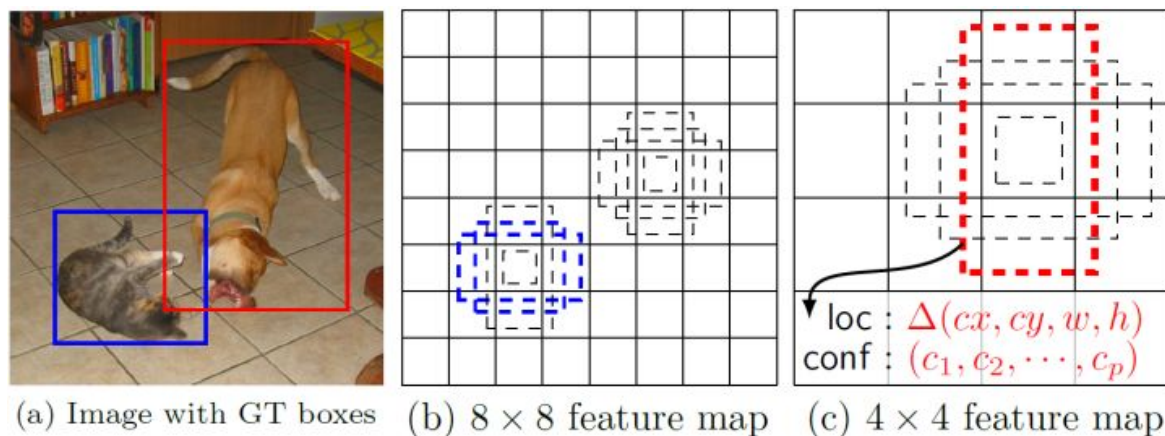 loc : Δ(cx, cy, w, h)
conf : (c₁, c₂, ⋯, cₚ)
(a) Image with GT boxes
(b) 8 × 8 feature map
(c) 4 × 4 feature map